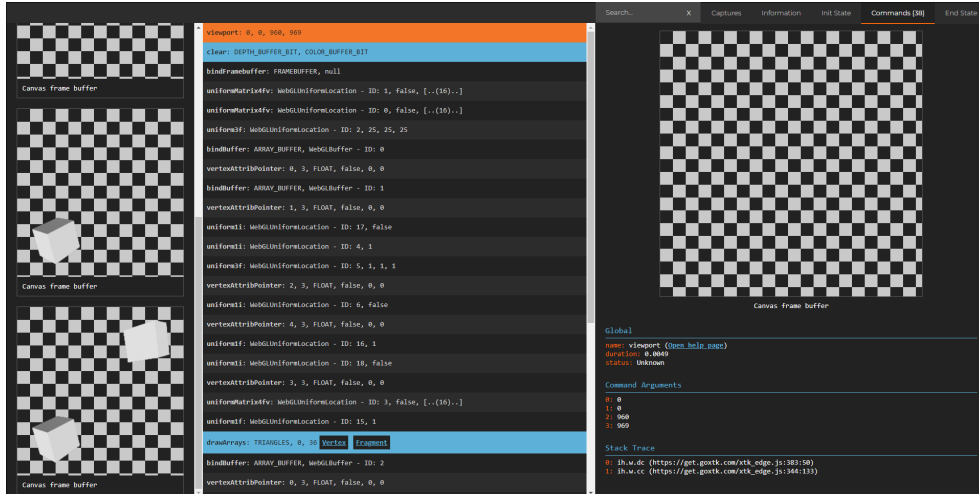 Search... X Captures Information Init State Commands (38) End State
Canvas frame buffer
Canvas frame buffer
Canvas frame buffer
viewport: 0, 0, 960, 969
clear: DEPTH_BUFFER_BIT, COLOR_BUFFER_BIT
bindFramebuffer: FRAMEBUFFER, null
uniformMatrix4fv: WebGLUniformLocation - ID: 1, false, [..(16)..]
uniformMatrix4fv: WebGLUniformLocation - ID: 0, false, [..(16)..]
uniform3f: WebGLUniformLocation - ID: 2, 25, 25, 25
bindBuffer: ARRAY_BUFFER, WebGLBuffer - ID: 0
vertexAttribPointer: 0, 3, FLOAT, false, 0, 0
bindBuffer: ARRAY_BUFFER, WebGLBuffer - ID: 1
vertexAttribPointer: 1, 3, FLOAT, false, 0, 0
uniform1i: WebGLUniformLocation - ID: 17, false
uniform1i: WebGLUniformLocation - ID: 4, 1
uniform3f: WebGLUniformLocation - ID: 5, 1, 1, 1
vertexAttribPointer: 2, 3, FLOAT, false, 0, 0
uniform1i: WebGLUniformLocation - ID: 6, false
vertexAttribPointer: 4, 3, FLOAT, false, 0, 0
uniform1f: WebGLUniformLocation - ID: 16, 1
uniform1i: WebGLUniformLocation - ID: 18, false
vertexAttribPointer: 3, 3, FLOAT, false, 0, 0
uniformMatrix4fv: WebGLUniformLocation - ID: 3, false, [..(16)..]
uniform1f: WebGLUniformLocation - ID: 15, 1
drawArrays: TRIANGLES, 0, 36 Vertex Fragment
bindBuffer: ARRAY_BUFFER, WebGLBuffer - ID: 2
vertexAttribPointer: 0, 3, FLOAT, false, 0, 0
Canvas frame buffer
Global
name: viewport (Open help page)
duration: 0.0049
status: Unknown
Command Arguments
0: 0
1: 0
2: 960
3: 969
Stack Trace
0: ih.w.dc (https://get.goxtk.com/xtk_edge.js:383:50)
1: ih.w.cc (https://get.goxtk.com/xtk_edge.js:344:133)